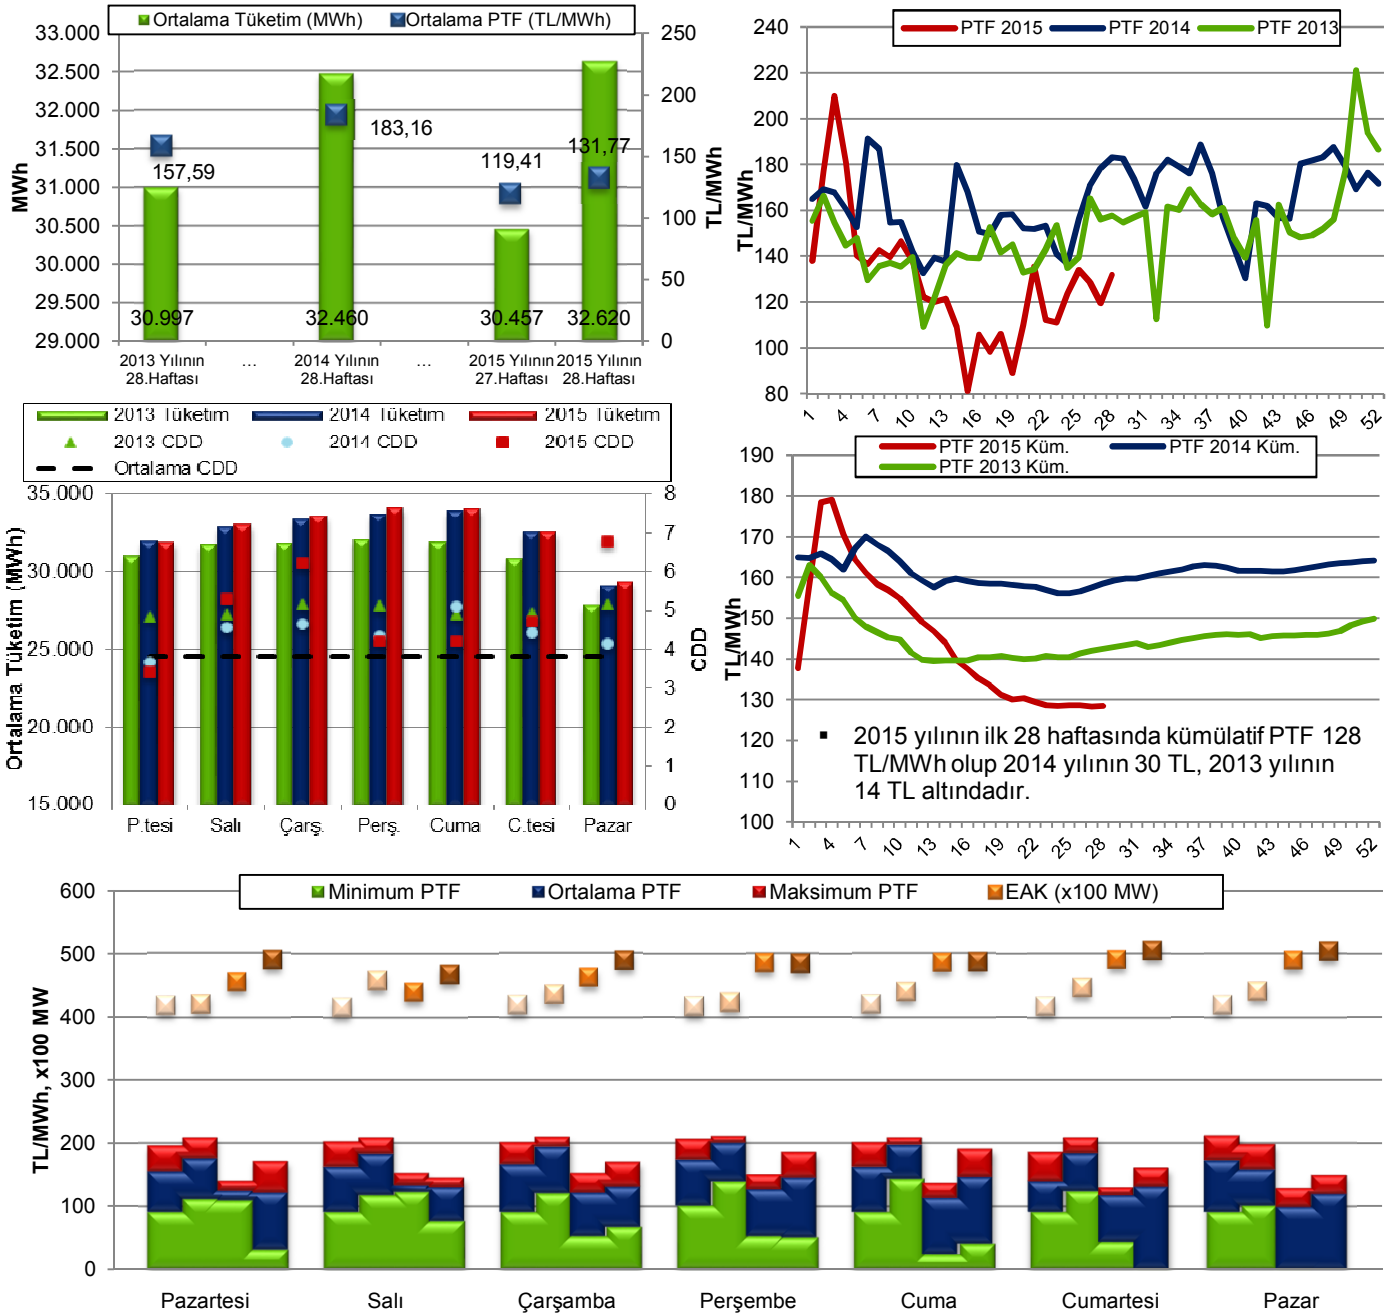 Ortalama Tüketim (MWh) Ortalama PTF (TL/MWh)
33.000
32.500
32.000
31.500
31.000
30.500
30.000
29.500
29.000
MWh
250
200
150
100
50
0
TL/MWh
157,59
183,16
119,41
131,77
30.997
32.460
30.457
32.620
2013 Yılının
28.Haftası
...
2014 Yılının
28.Haftası
...
2015 Yılının
27.Haftası
2015 Yılının
28.Haftası
PTF 2015 PTF 2014 PTF 2013
240
220
200
180
160
140
120
100
80
TL/MWh
1 4 7 10 13 16 19 22 25 28 31 34 37 40 43 46 49 52
2013 Tüketim 2014 Tüketim 2015 Tüketim
2013 CDD 2014 CDD 2015 CDD
Ortalama CDD
35.000
30.000
25.000
20.000
15.000
Ortalama Tüketim (MWh)
8
7
6
5
4
3
2
1
0
CDD
P.tesi Salı Çarş. Perş. Cuma C.tesi Pazar
PTF 2015 Küm. PTF 2014 Küm.
PTF 2013 Küm.
190
180
170
160
150
140
130
120
110
100
TL/MWh
▪ 2015 yılının ilk 28 haftasında kümülatif PTF 128
TL/MWh olup 2014 yılının 30 TL, 2013 yılının
14 TL altındadır.
1 4 7 10 13 16 19 22 25 28 31 34 37 40 43 46 49 52
Minimum PTF Ortalama PTF Maksimum PTF EAK (x100 MW)
600
500
400
300
200
100
0
TL/MWh, x100 MW
Pazartesi Salı Çarşamba Perşembe Cuma Cumartesi Pazar